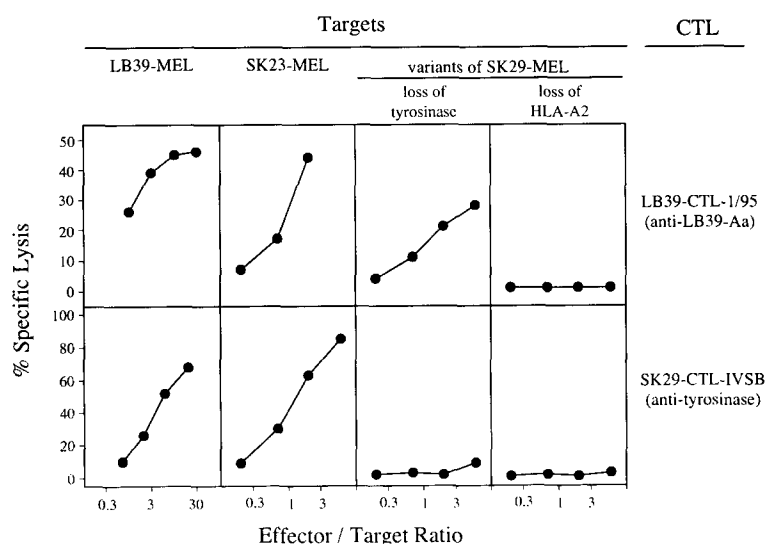 Targets
CTL
LB39-MEL
SK23-MEL
variants of SK29-MEL
loss of
tyrosinase
loss of
HLA-A2
50
40
30
20
10
0
LB39-CTL-1/95
(anti-LB39-Aa)
% Specific Lysis
100
80
60
40
20
0
SK29-CTL-IVSB
(anti-tyrosinase)
0.3 3 30
0.3 1 3
0.3 1 3
0.3 1 3
Effector / Target Ratio